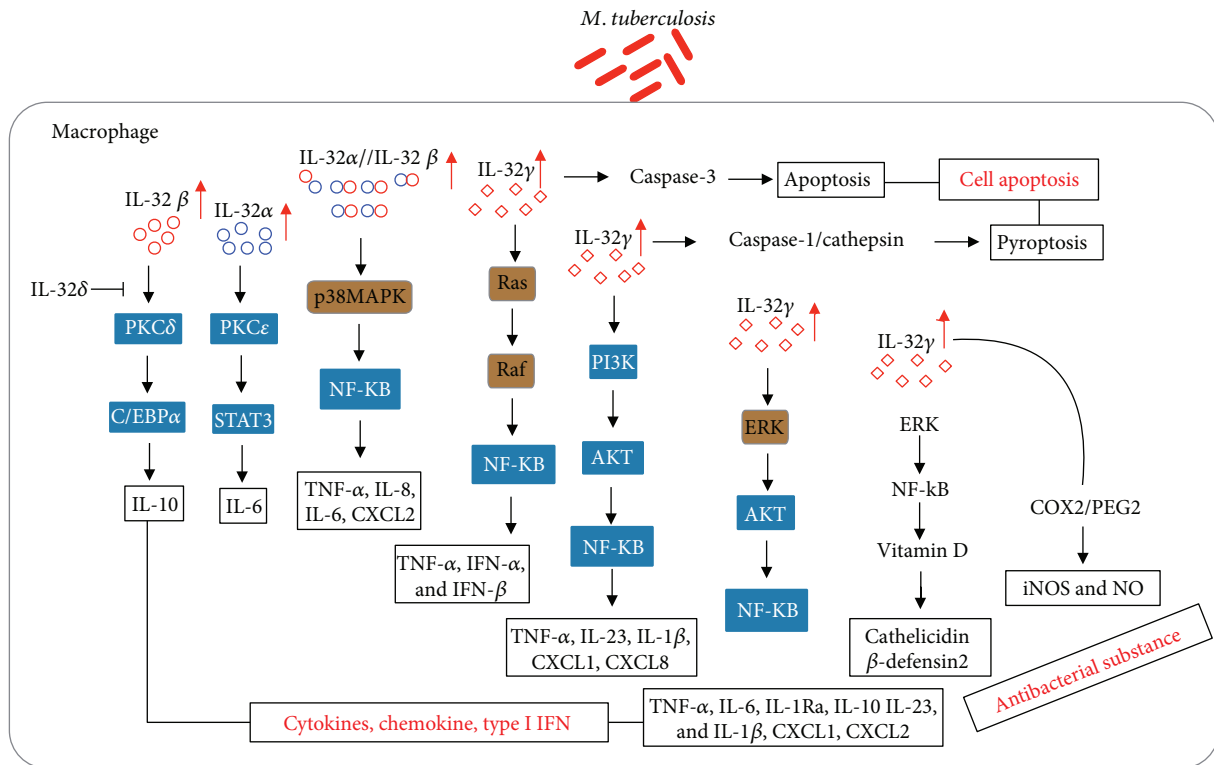 M. tuberculosis
Macrophage
IL-32 β
IL-32α
IL-32α//IL-32 β
IL-32γ
Caspase-3
Apoptosis
Cell apoptosis
IL-32γ
Caspase-1/cathepsin
Pyroptosis
IL-32δ
PKCδ
C/EBPα
IL-10
PKCε
STAT3
IL-6
p38MAPK
NF-KB
TNF-α, IL-8,
IL-6, CXCL2
Ras
Raf
NF-KB
TNF-α, IFN-α,
and IFN-β
PI3K
AKT
NF-KB
TNF-α, IL-23, IL-1β,
CXCL1, CXCL8
IL-32γ
ERK
AKT
NF-KB
IL-32γ
ERK
NF-kB
Vitamin D
Cathelicidin
β-defensin2
COX2/PEG2
iNOS and NO
Antibacterial substance
Cytokines, chemokine, type I IFN
TNF-α, IL-6, IL-1Ra, IL-10 IL-23,
and IL-1β, CXCL1, CXCL2